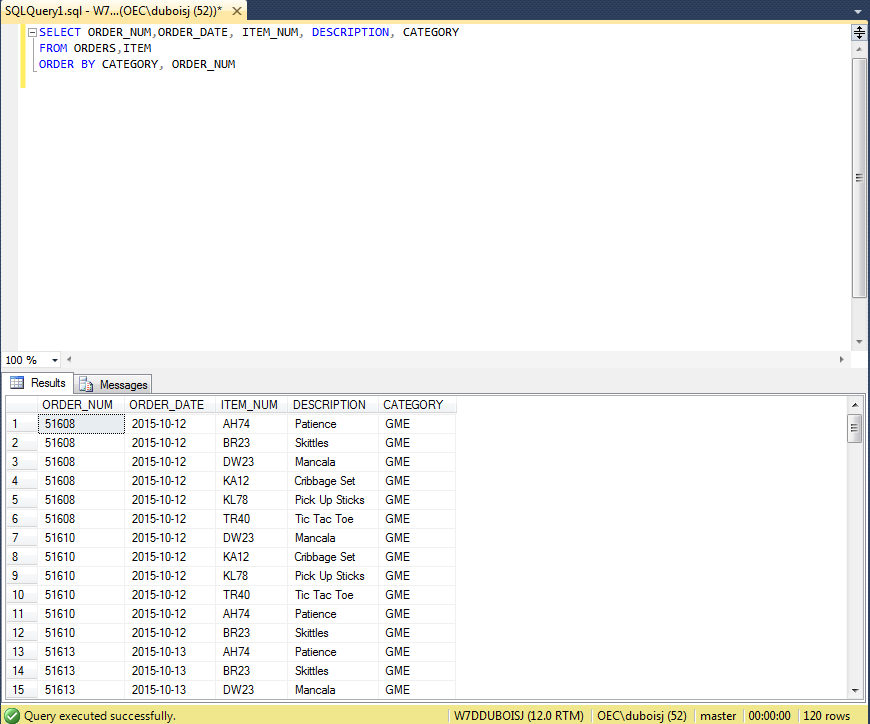 SQLQuery1.sql - W7...(OEC\duboisj (52))*
SELECT ORDER_NUM,ORDER_DATE, ITEM_NUM, DESCRIPTION, CATEGORY
FROM ORDERS,ITEM
ORDER BY CATEGORY, ORDER_NUM
100 %
Results Messages
ORDER_NUM ORDER_DATE ITEM_NUM DESCRIPTION CATEGORY
1 51608 2015-10-12 AH74 Patience GME
2 51608 2015-10-12 BR23 Skittles GME
3 51608 2015-10-12 DW23 Mancala GME
4 51608 2015-10-12 KA12 Cribbage Set GME
5 51608 2015-10-12 KL78 Pick Up Sticks GME
6 51608 2015-10-12 TR40 Tic Tac Toe GME
7 51610 2015-10-12 DW23 Mancala GME
8 51610 2015-10-12 KA12 Cribbage Set GME
9 51610 2015-10-12 KL78 Pick Up Sticks GME
10 51610 2015-10-12 TR40 Tic Tac Toe GME
11 51610 2015-10-12 AH74 Patience GME
12 51610 2015-10-12 BR23 Skittles GME
13 51613 2015-10-13 AH74 Patience GME
14 51613 2015-10-13 BR23 Skittles GME
15 51613 2015-10-13 DW23 Mancala GME
Query executed successfully. W7DDUBOISJ (12.0 RTM) OEC\duboisj (52) master 00:00:00 120 rows